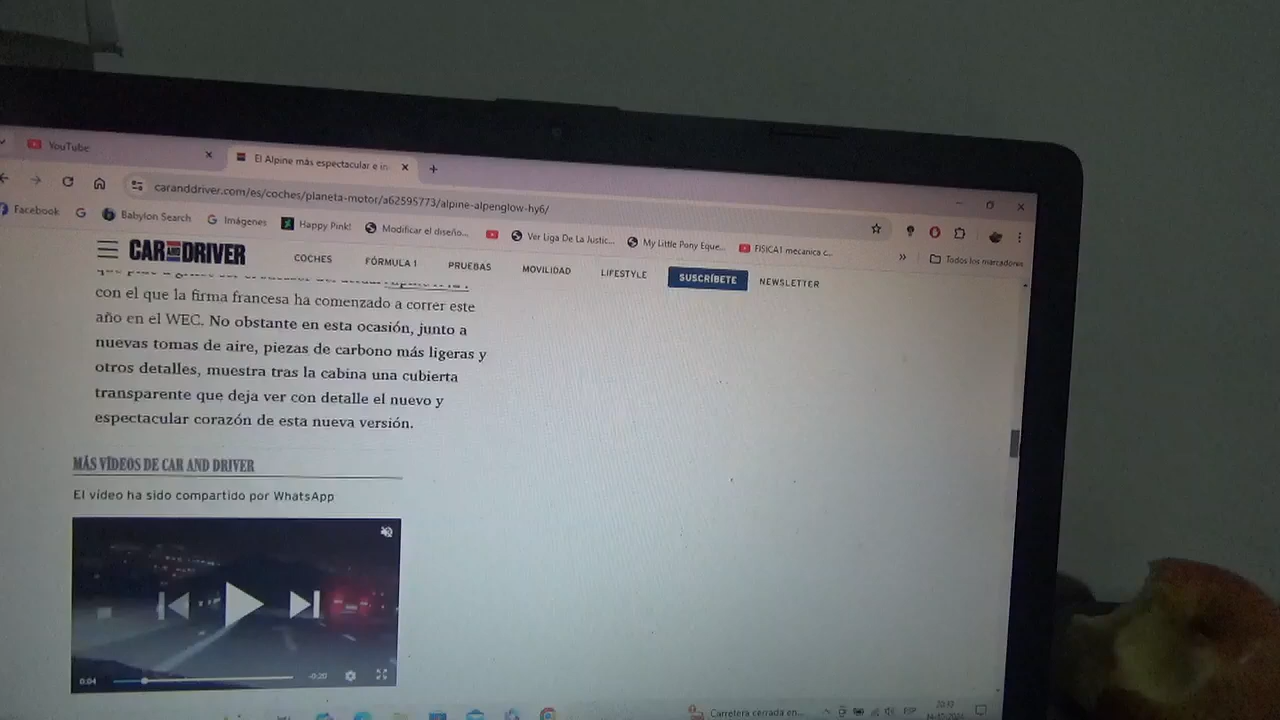 YouTube
El Alpine más espectacular e in
caranddriver.com/es/coches/planeta-motor/a62595773/alpine-alpenglow-hy6/
Facebook
Babylon Search
Imágenes
Happy Pink!
Modificar el diseño...
Ver Liga De La Justic...
My Little Pony Eque...
FISICA1 mecanica c...
»
Todos los marcadores
CAR AND DRIVER
COCHES
FÓRMULA 1
PRUEBAS
MOVILIDAD
LIFESTYLE
SUSCRÍBETE
NEWSLETTER
con el que la firma francesa ha comenzado a correr este
año en el WEC. No obstante en esta ocasión, junto a
nuevas tomas de aire, piezas de carbono más ligeras y
otros detalles, muestra tras la cabina una cubierta
transparente que deja ver con detalle el nuevo y
espectacular corazón de esta nueva versión.
MÁS VÍDEOS DE CAR AND DRIVER
El vídeo ha sido compartido por WhatsApp
0:04
-0:20
Carretera cerrada en...
ESP